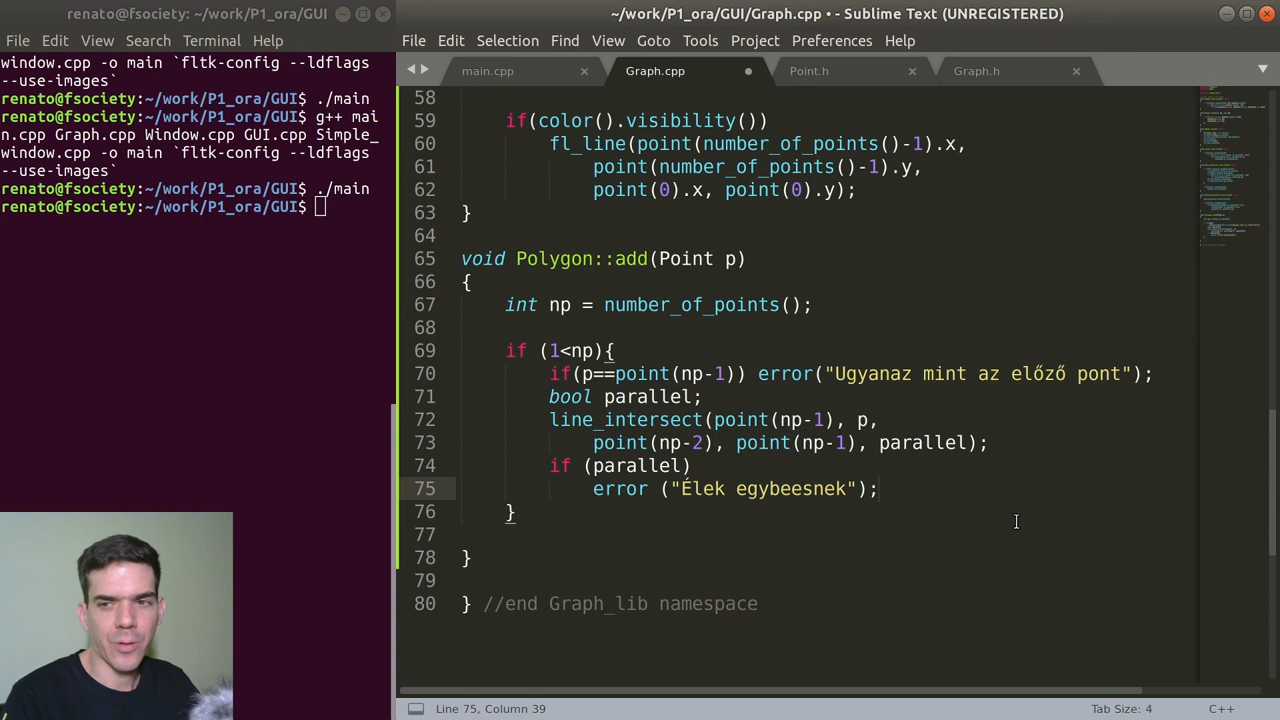 renato@fsociety: ~/work/P1_ora/GUI
~/work/P1_ora/GUI/Graph.cpp • - Sublime Text (UNREGISTERED)
File Edit View Search Terminal Help
File Edit Selection Find View Goto Tools Project Preferences Help
window.cpp -o main `fltk-config --ldflags
--use-images`
renato@fsociety:~/work/P1_ora/GUI$ ./main
renato@fsociety:~/work/P1_ora/GUI$ g++ mai
n.cpp Graph.cpp Window.cpp GUI.cpp Simple_
window.cpp -o main `fltk-config --ldflags
--use-images`
renato@fsociety:~/work/P1_ora/GUI$ ./main
renato@fsociety:~/work/P1_ora/GUI$
main.cpp Graph.cpp Point.h Graph.h
58
59 if(color().visibility())
60 fl_line(point(number_of_points()-1).x,
61 point(number_of_points()-1).y,
62 point(0).x, point(0).y);
63 }
64
65 void Polygon::add(Point p)
66 {
67 int np = number_of_points();
68
69 if (1<np){
70 if(p==point(np-1)) error("Ugyanaz mint az előző pont");
71 bool parallel;
72 line_intersect(point(np-1), p,
73 point(np-2), point(np-1), parallel);
74 if (parallel)
75 error ("Élek egybeesnek");
76 }
77
78 }
79
80 } //end Graph_lib namespace
Line 75, Column 39
Tab Size: 4
C++